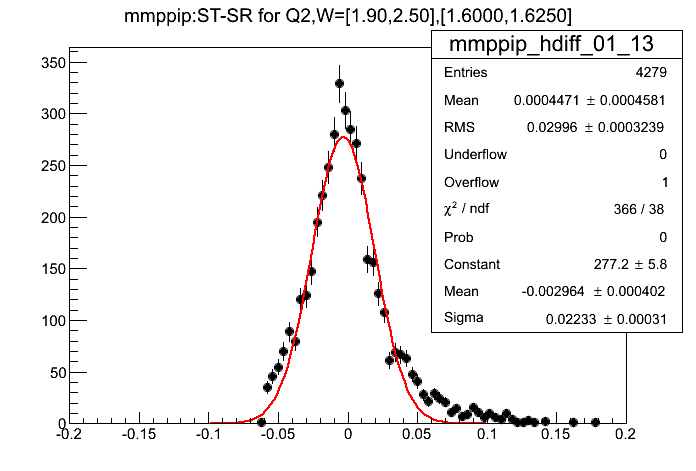 mmppip:ST-SR for Q2,W=[1.90,2.50],[1.6000,1.6250]
mmppip_hdiff_01_13
Entries 4279
Mean 0.0004471 ± 0.0004581
RMS 0.02996 ± 0.0003239
Underflow 0
Overflow 1
χ² / ndf 366 / 38
Prob 0
Constant 277.2 ± 5.8
Mean -0.002964 ± 0.000402
Sigma 0.02233 ± 0.00031
350
300
250
200
150
100
50
0
-0.2 -0.15 -0.1 -0.05 0 0.05 0.1 0.15 0.2